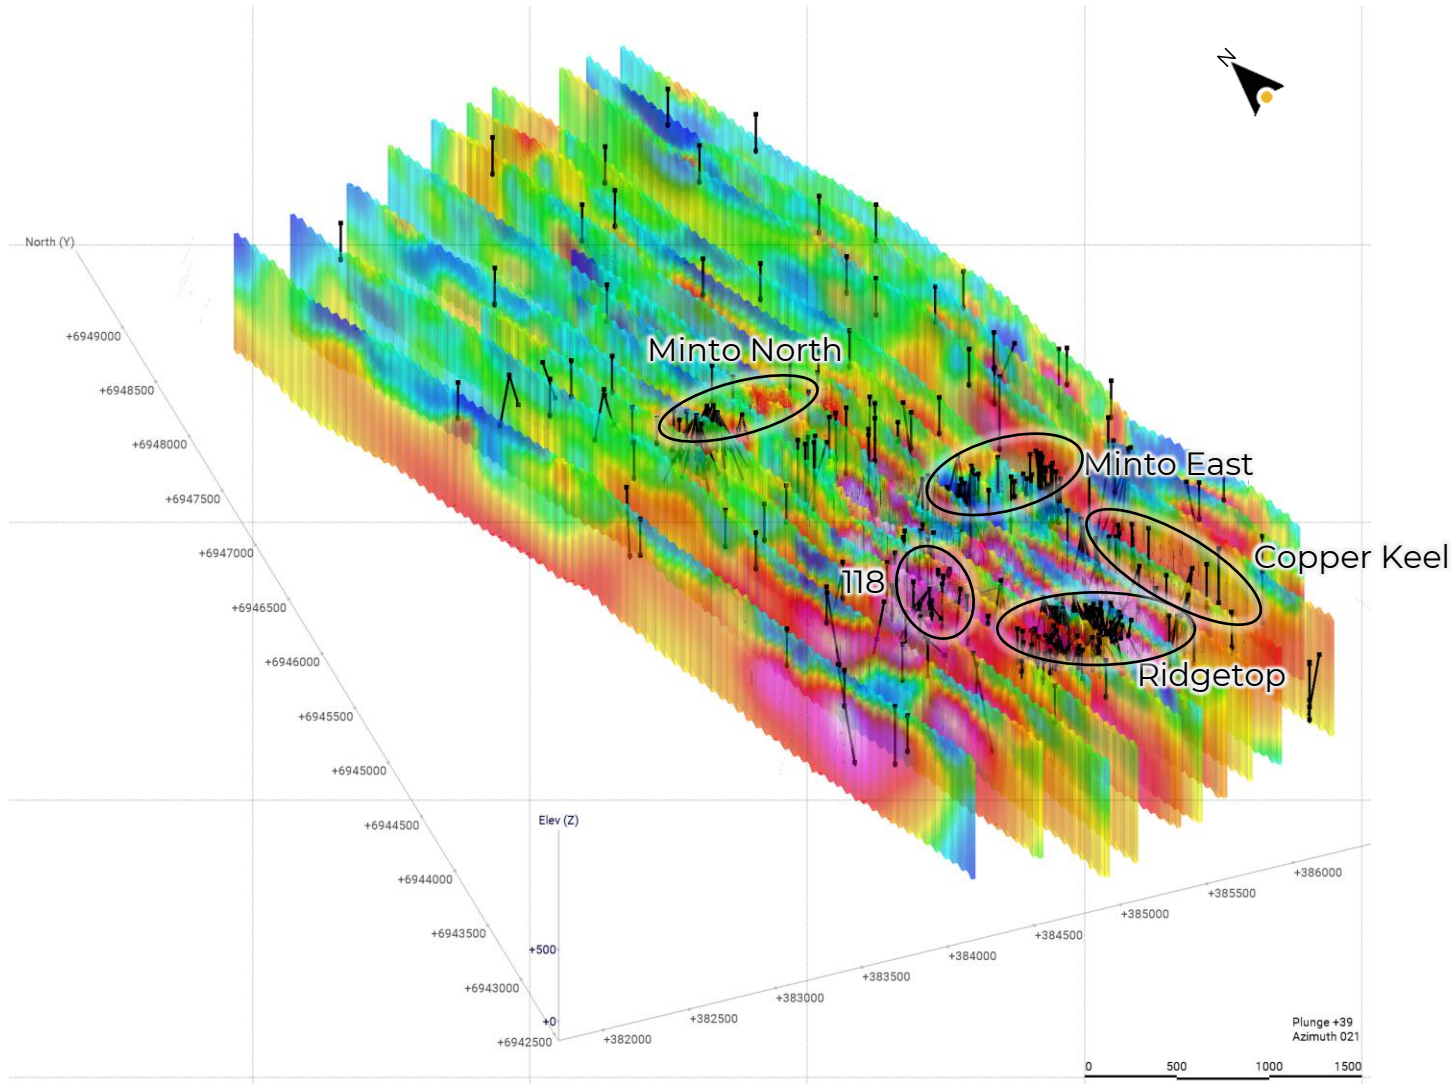 N
North (Y)
+6949000
+6948500
+6948000
+6947500
+6947000
+6946500
+6946000
+6945500
+6945000
+6944500
+6944000
+6943500
+6943000
+6942500
Minto North
Minto East
Copper Keel
118
Ridgetop
Elev (Z)
+500
+0
+382000
+382500
+383000
+383500
+384000
+384500
+385000
+385500
+386000
Plunge +39
Azimuth 021
0 500 1000 1500